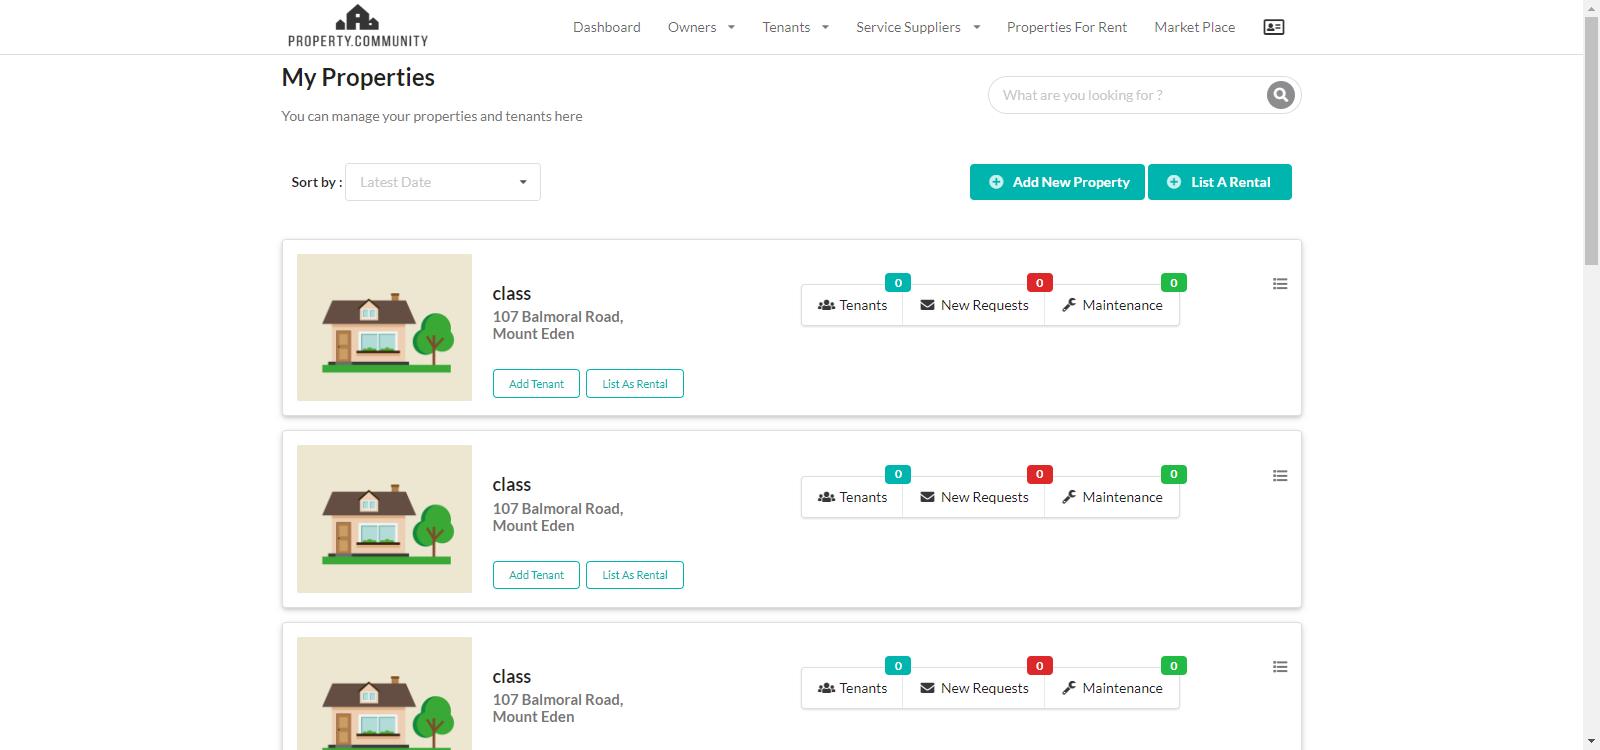 PROPERTY.COMMUNITY
Dashboard Owners Tenants Service Suppliers Properties For Rent Market Place
My Properties
What are you looking for ?
You can manage your properties and tenants here
Sort by : Latest Date
Add New Property List A Rental
0 0 0
class
Tenants New Requests Maintenance
107 Balmoral Road,
Mount Eden
Add Tenant List As Rental
0 0 0
class
Tenants New Requests Maintenance
107 Balmoral Road,
Mount Eden
Add Tenant List As Rental
0 0 0
class
Tenants New Requests Maintenance
107 Balmoral Road,
Mount Eden